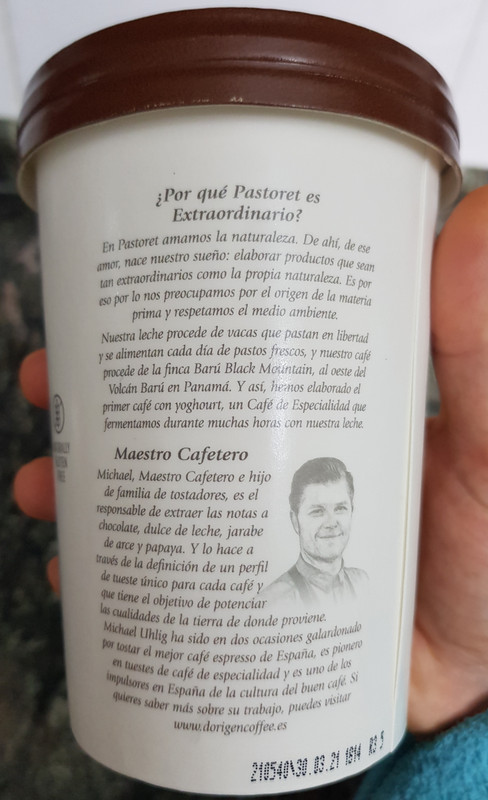 ¿Por qué Pastoret es
Extraordinario?
En Pastoret amamos la naturaleza. De ahí, de ese
amor, nace nuestro sueño: elaborar productos que sean
tan extraordinarios como la propia naturaleza. Es por
eso por lo nos preocupamos por el origen de la materia
prima y respetamos el medio ambiente.
Nuestra leche procede de vacas que pastan en libertad
y se alimentan cada día de pastos frescos, y nuestro café
procede de la finca Barú Black Mountain, al oeste del
Volcán Barú en Panamá. Y así, hemos elaborado el
primer café con yoghourt, un Café de Especialidad que
fermentamos durante muchas horas con nuestra leche.
Maestro Cafetero
Michael, Maestro Cafetero e hijo
de familia de tostadores, es el
responsable de extraer las notas a
chocolate, dulce de leche, jarabe
de arce y papaya. Y lo hace a
través de la definición de un perfil
de tueste único para cada café y
que tiene el objetivo de potenciar
las cualidades de la tierra de donde proviene.
Michael Uhlig ha sido en dos ocasiones galardonado
por tostar el mejor café espresso de España, es pionero
en tuestes de café de especialidad y es uno de los
impulsores en España de la cultura del buen café. Si
quieres saber más sobre su trabajo, puedes visitar
www.dorigencoffee.es
210540\30.03.21 1814 R3 5
GLUTEN
FREE